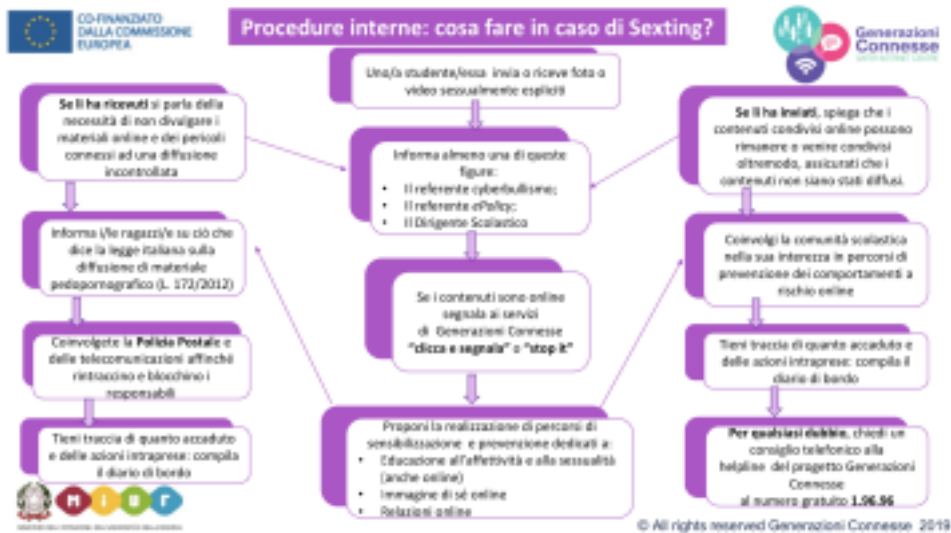 CO-FINANZIATO
DALLA COMMISSIONE
EUROPEA
Procedure interne: cosa fare in caso di Sexting?
Generazioni
Connesse
Uno/a studente/essa invia o riceve foto o
video sessualmente espliciti
Se li ha ricevuti si parla della
necessità di non divulgare i
materiali online e dei pericoli
connessi ad una diffusione
incontrollata
Informa i/le ragazzi/e su ciò che
dice la legge italiana sulla
diffusione di materiale
pedopornografico (L. 172/2012)
Coinvolgete la Polizia Postale e
delle telecomunicazioni affinché
rintraccino e blocchino i
responsabili
Tieni traccia di quanto accaduto
e delle azioni intraprese: compila
il diario di bordo
Informa almeno una di queste
figure:
• Il referente cyberbullismo;
• Il referente ePolicy;
• Il Dirigente Scolastico
Se i contenuti sono online
segnala ai servizi
di Generazioni Connesse
"clicca e segnala" o "stop it"
Proponi la realizzazione di percorsi di
sensibilizzazione e prevenzione dedicati a:
• Educazione all'affettività e alla sessualità
(anche online)
• Immagine di sé online
• Relazioni online
Se li ha inviati, spiega che i
contenuti condivisi online possono
rimanere o venire condivisi
oltremodo, assicurati che i
contenuti non siano stati diffusi.
Coinvolgi la comunità scolastica
nella sua interezza in percorsi di
prevenzione dei comportamenti a
rischio online
Tieni traccia di quanto accaduto e
delle azioni intraprese: compila il
diario di bordo
Per qualsiasi dubbio, chiedi un
consiglio telefonico alla
helpline del progetto Generazioni
Connesse
al numero gratuito 1.96.96
MIUR
© All rights reserved Generazioni Connesse 2019